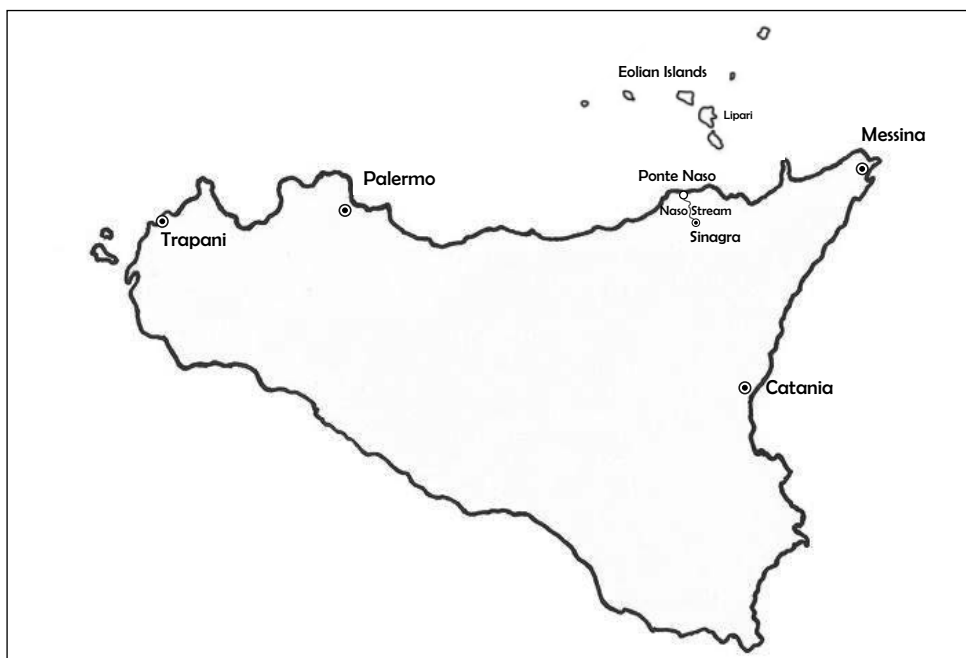 Eolian Islands
Lipari
Messina
Ponte Naso
Palermo
Naso Stream
Trapani
Sinagra
Catania